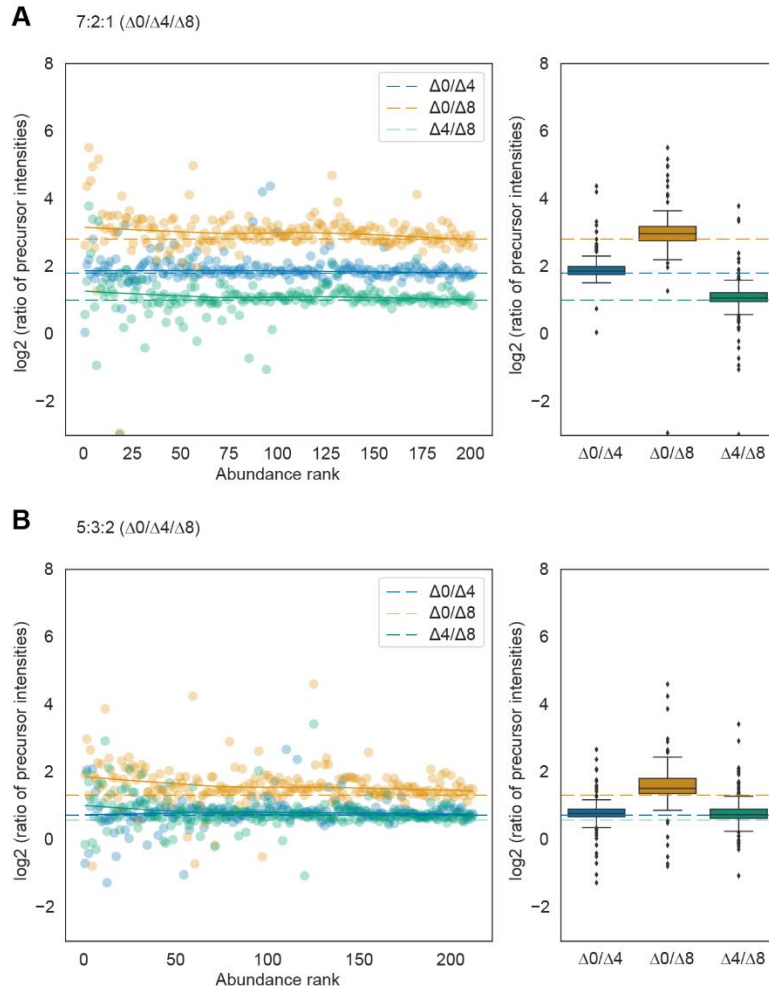 A
7:2:1 (Δ0/Δ4/Δ8)
log2 (ratio of precursor intensities)
8
6
4
2
0
−2
Δ0/Δ4
Δ0/Δ8
Δ4/Δ8
0 25 50 75 100 125 150 175 200
Abundance rank
log2 (ratio of precursor intensities)
8
6
4
2
0
−2
Δ0/Δ4 Δ0/Δ8 Δ4/Δ8
B
5:3:2 (Δ0/Δ4/Δ8)
log2 (ratio of precursor intensities)
8
6
4
2
0
−2
Δ0/Δ4
Δ0/Δ8
Δ4/Δ8
0 50 100 150 200
Abundance rank
log2 (ratio of precursor intensities)
8
6
4
2
0
−2
Δ0/Δ4 Δ0/Δ8 Δ4/Δ8